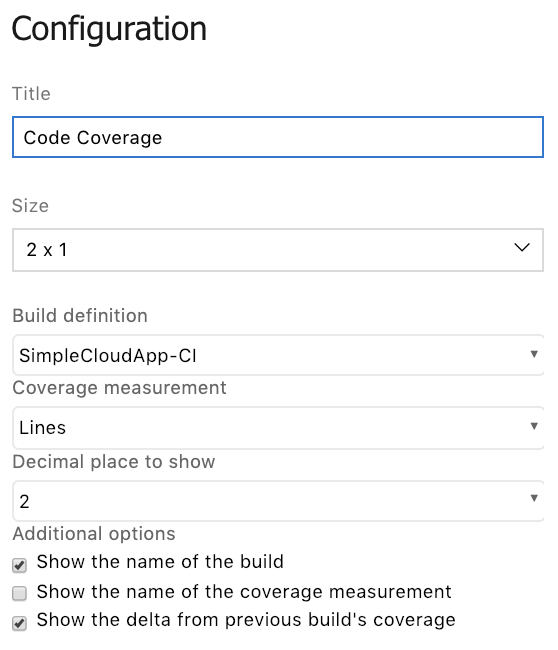 Configuration
Title
Code Coverage
Size
2 x 1
Build definition
SimpleCloudApp-CI
Coverage measurement
Lines
Decimal place to show
2
Additional options
Show the name of the build
Show the name of the coverage measurement
Show the delta from previous build's coverage